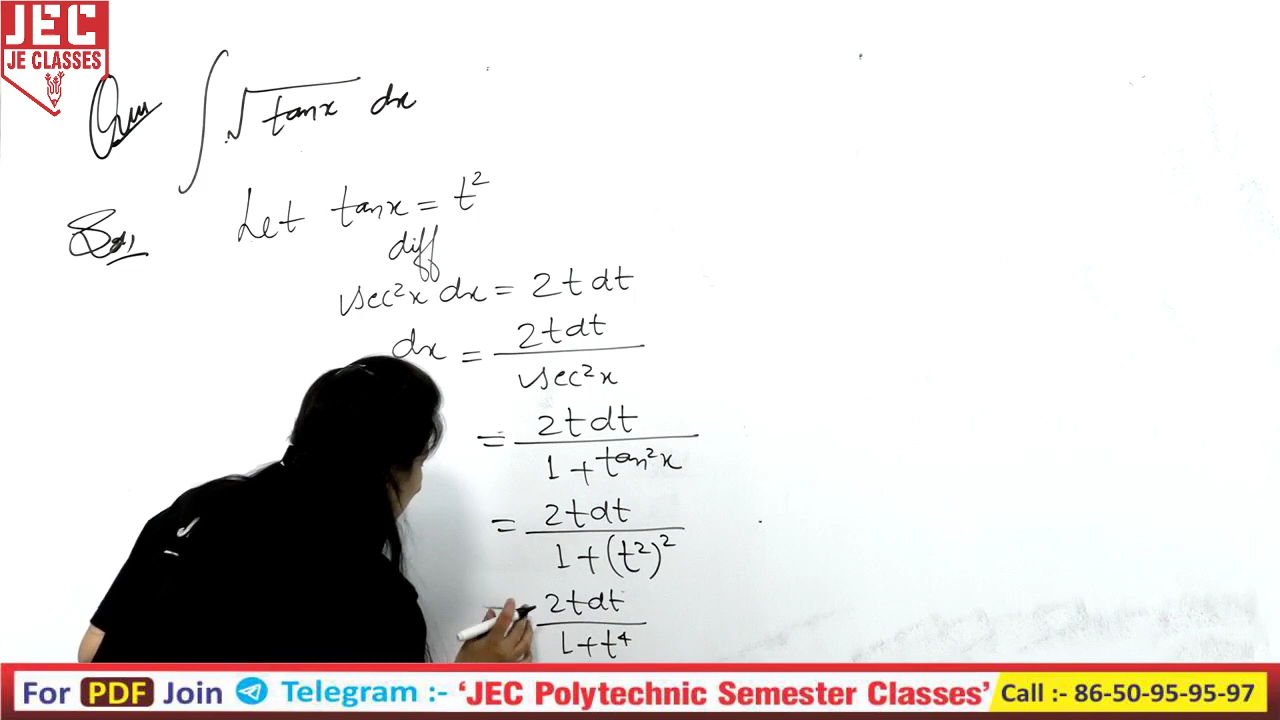 JEC
JE CLASSES
Que ∫ √tanx dx
Sol. Let tanx = t²
diff
sec²x dx = 2t dt
dx = 2t dt / sec²x
= 2t dt / 1 + tan²x
= 2t dt / 1 + (t²)²
2t dt / 1 + t⁴
For PDF Join Telegram :- ‘JEC Polytechnic Semester Classes’ Call :- 86-50-95-95-97